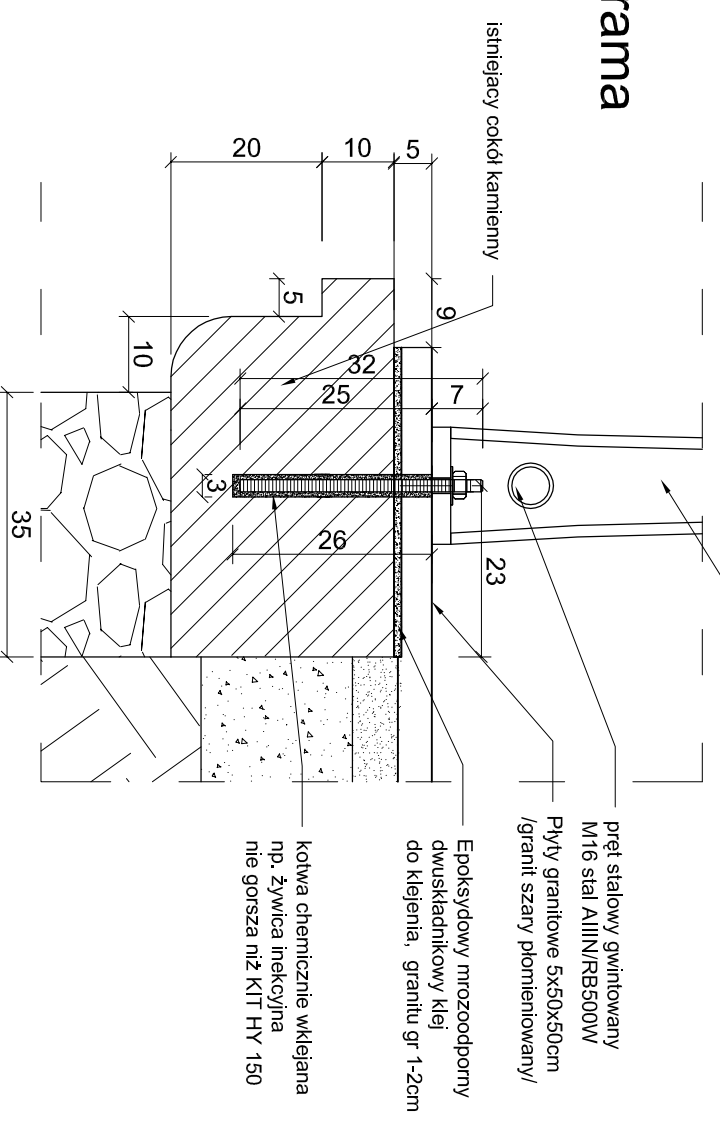 rama
istniejacy cokół kamienny
20
10
5
5
10
9
32
25
7
3
26
23
35
pręt stalowy gwintowany
M16 stal AIIIN/RB500W
Płyty granitowe 5x50x50cm
/granit szary płomieniowany/
Epoksydowy mrozoodporny
dwuskładnikowy klej
do klejenia, granitu gr 1-2cm
kotwa chemicznie wklejana
np. żywica inekcyjna
nie gorsza niż KIT HY 150